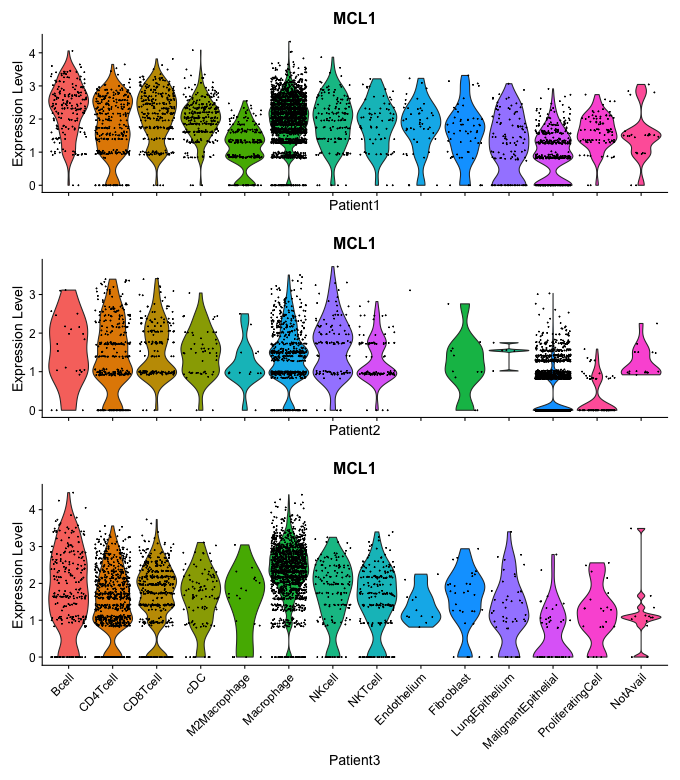 MCL1
Expression Level
4
3
2
1
0
Patient1
MCL1
Expression Level
3
2
1
0
Patient2
MCL1
Expression Level
4
3
2
1
0
Bcell
CD4Tcell
CD8Tcell
cDC
M2Macrophage
Macrophage
NKcell
NKTcell
Endothelium
Fibroblast
LungEpithelium
MalignantEpithelial
ProliferatingCell
NotAvail
Patient3